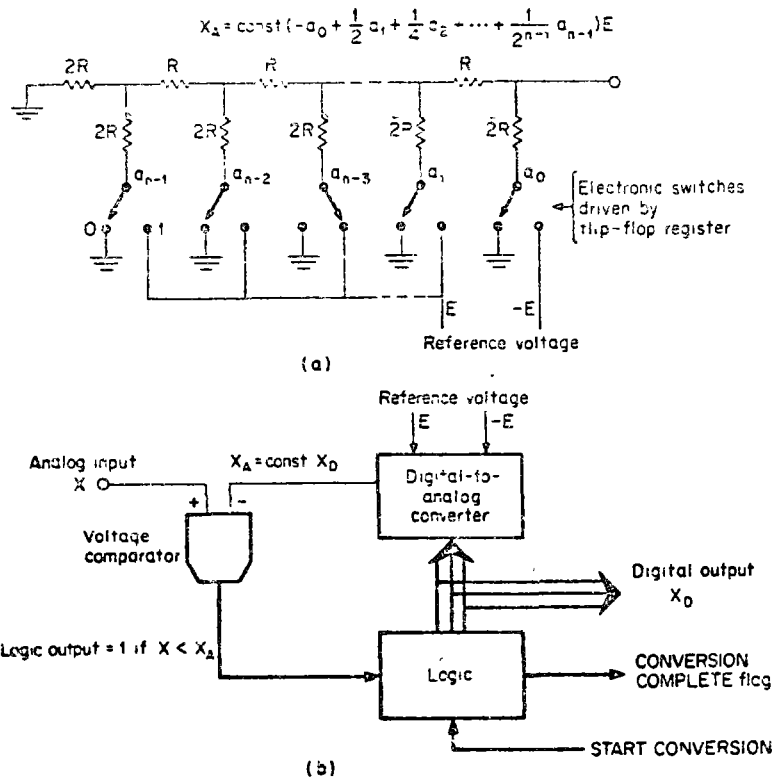 X_A = const (-a_0 + 1/2 a_1 + 1/4 a_2 + ··· + 1/2^{n-1} a_{n-1})E
2R R R R
2R 2R 2R 2R 2R
a_{n-1} a_{n-2} a_{n-3} a_1 a_0
0 1
Electronic switches
driven by
flip-flop register
E -E
Reference voltage
(a)
Reference voltage
E -E
Analog input
X
X_A = const X_D
+ -
Voltage
comparator
Digital-to-
analog
converter
Digital output
X_D
Logic output = 1 if X < X_A
Logic
CONVERSION
COMPLETE flag
START CONVERSION
(b)